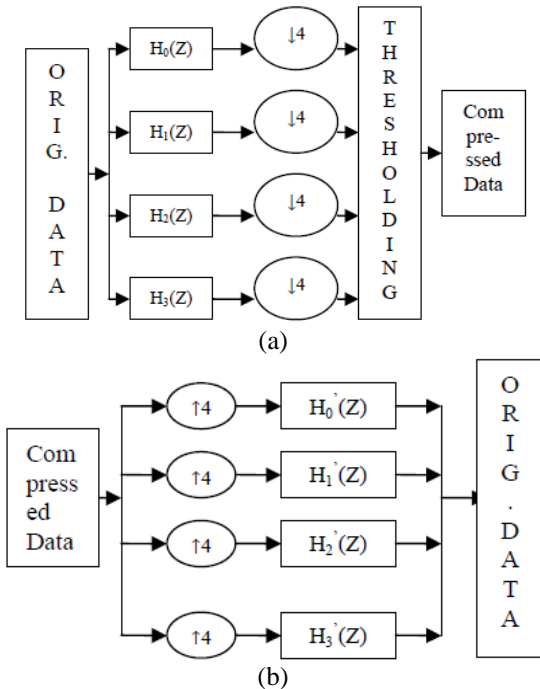 O
R
I
G.
D
A
T
A
H₀(Z)
↓4
H₁(Z)
↓4
H₂(Z)
↓4
H₃(Z)
↓4
T
H
R
E
S
H
O
L
D
I
N
G
Com
pre-
ssed
Data
(a)
Com
press
ed
Data
↑4
H₀’(Z)
↑4
H₁’(Z)
↑4
H₂’(Z)
↑4
H₃’(Z)
O
R
I
G
.
D
A
T
A
(b)